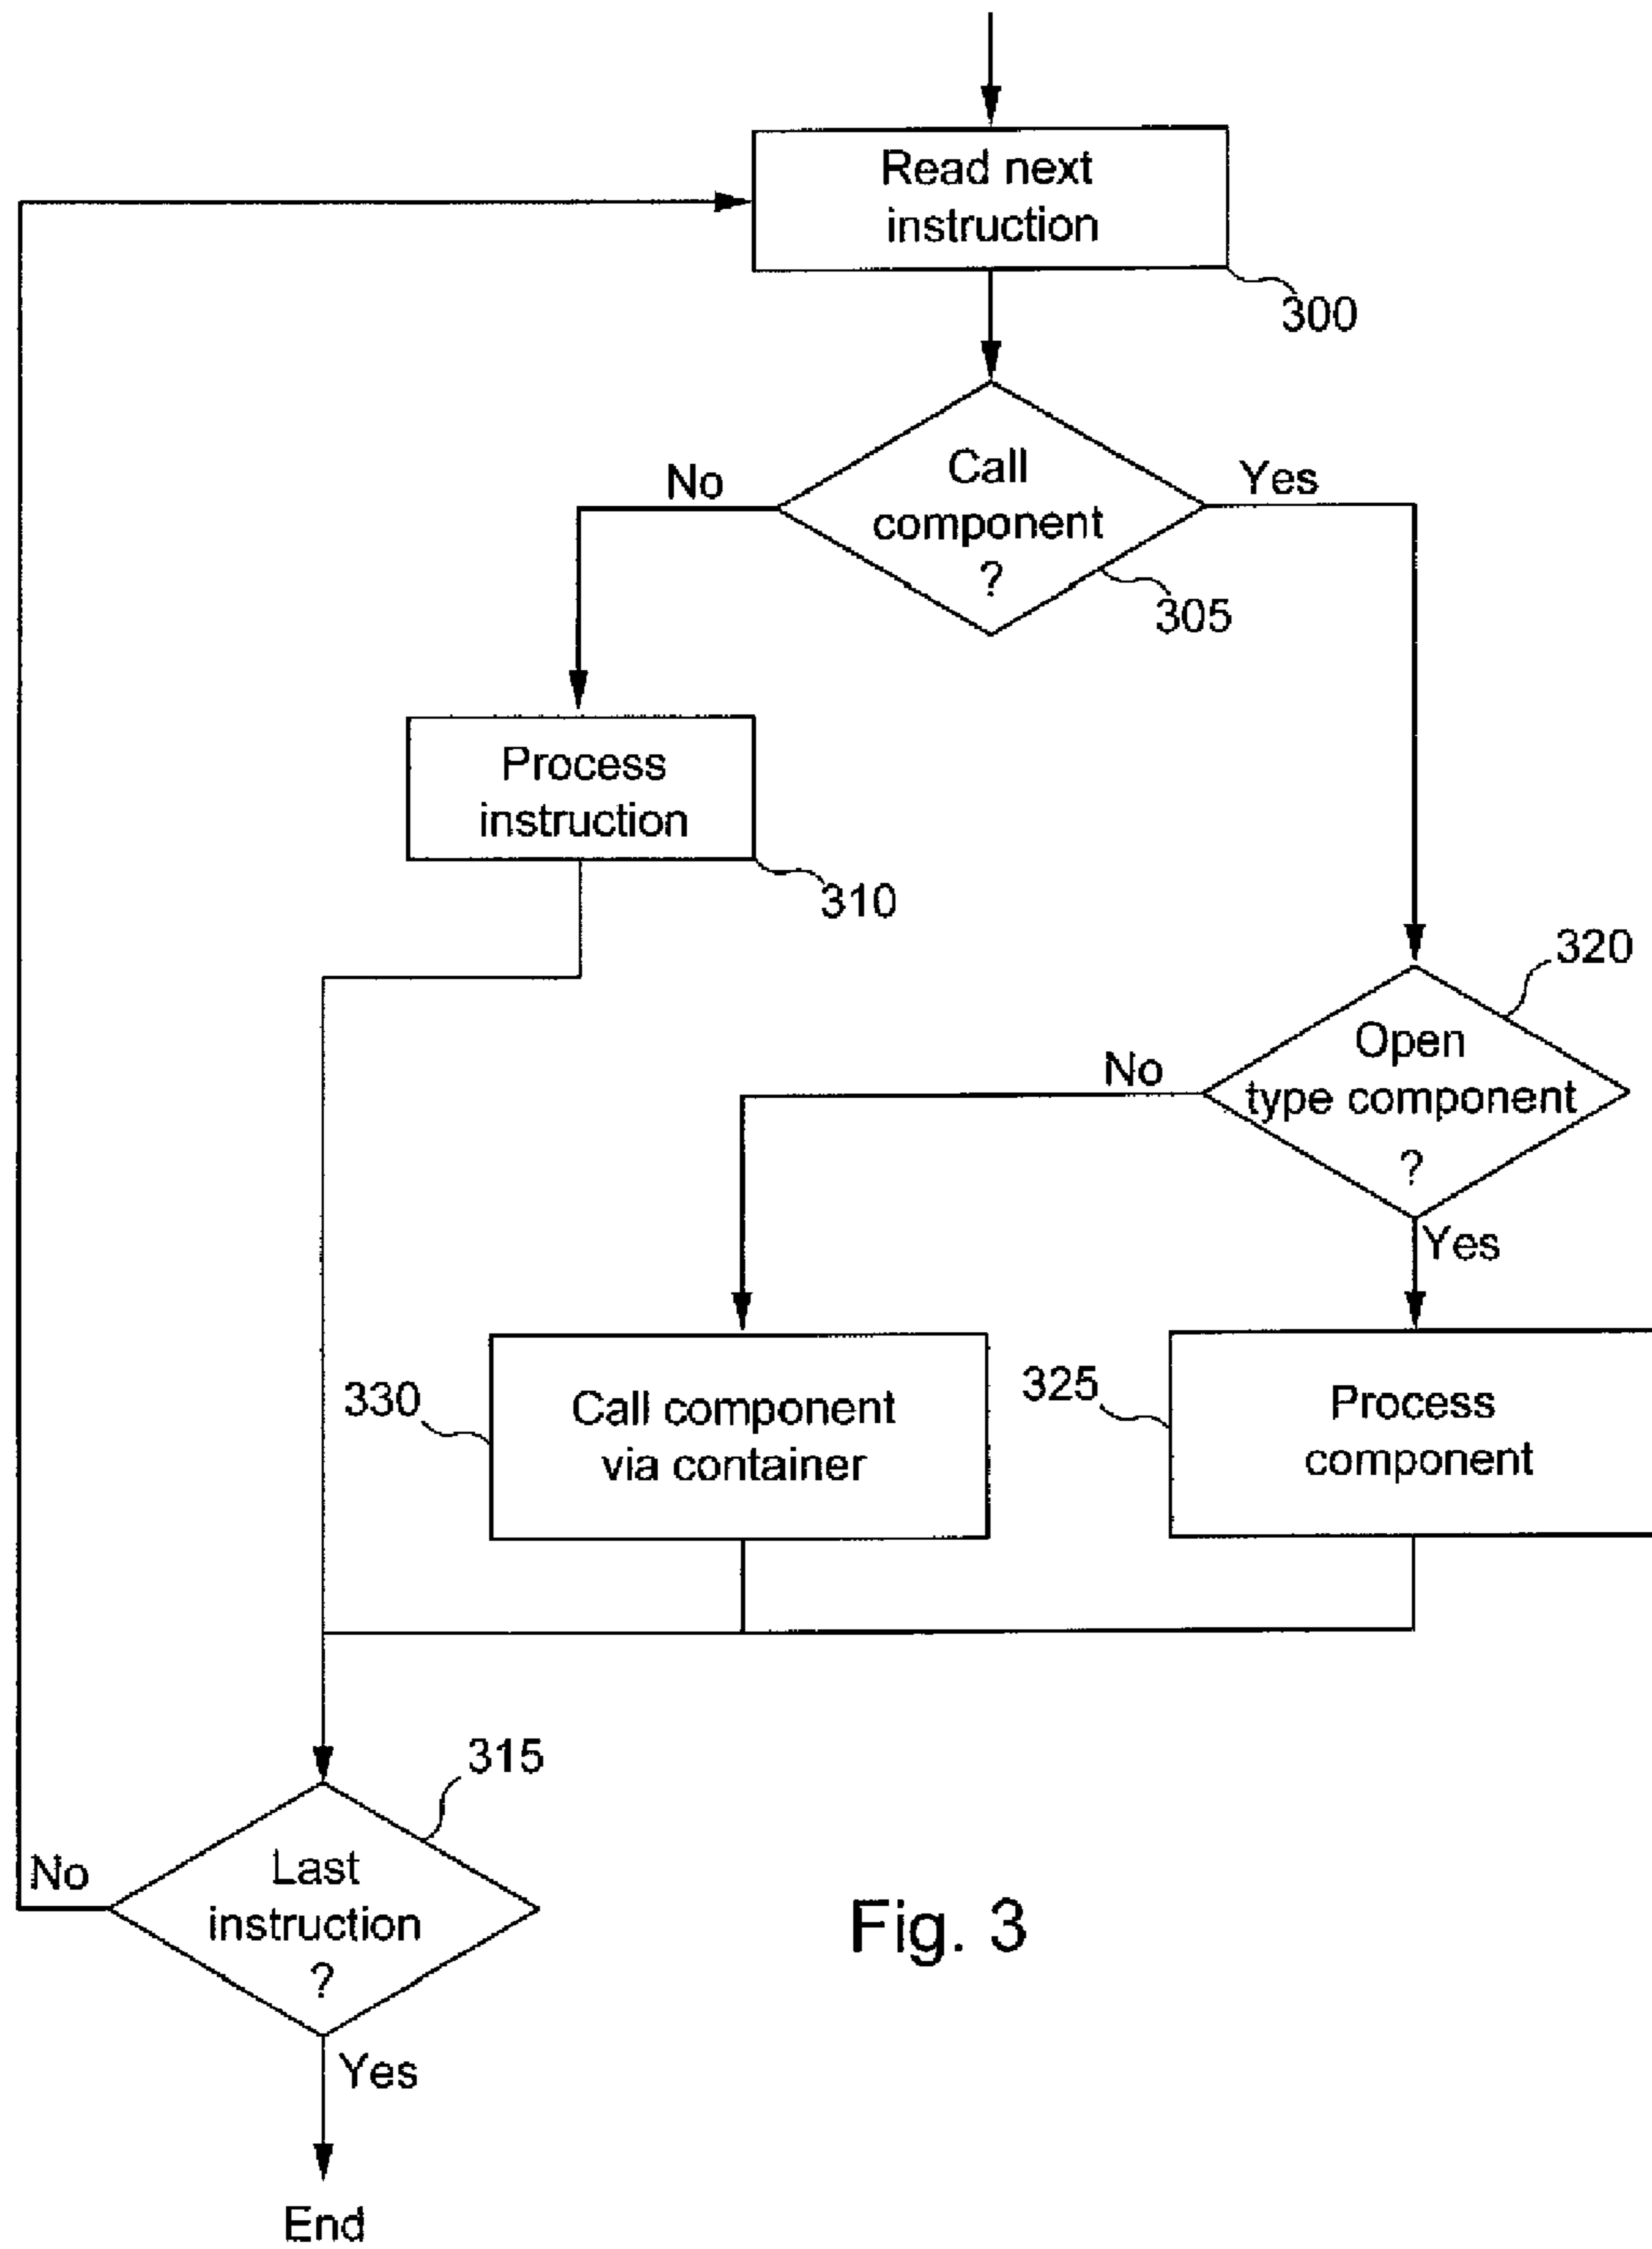 Read next
instruction
300
Call
component
?
No
Yes
305
Process
instruction
310
320
Open
type component
?
No
Yes
330
Call component
via container
325
Process
component
315
Last
instruction
?
No
Yes
End
Fig. 3